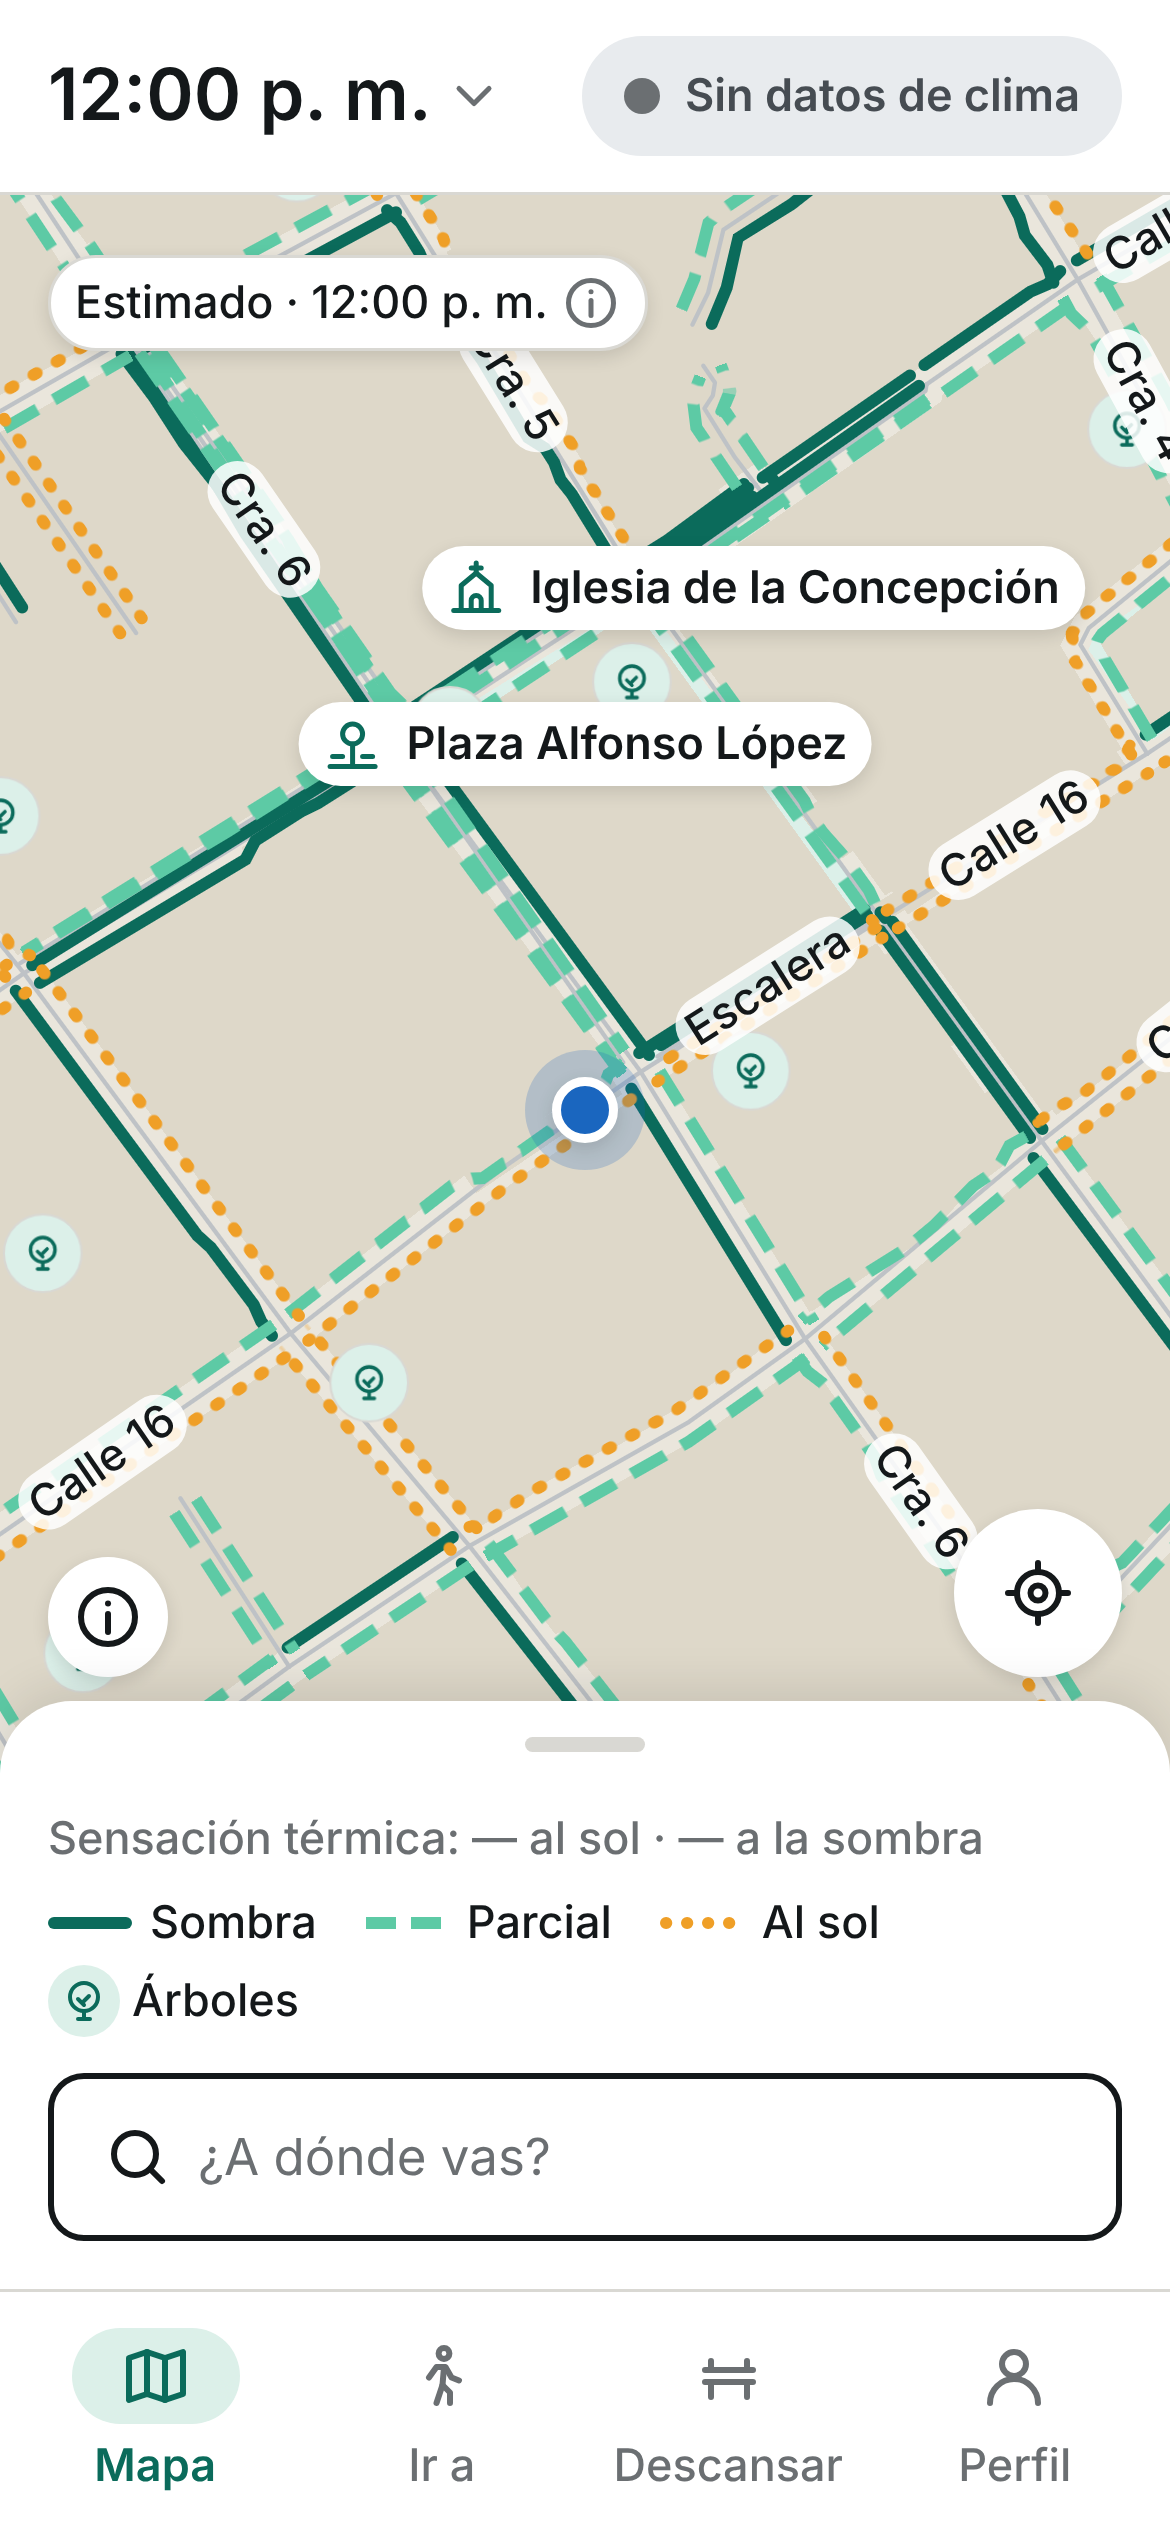 12:00 p. m.
Sin datos de clima
Estimado · 12:00 p. m.
Cra. 5
Cra. 4
Cra. 6
Iglesia de la Concepción
Plaza Alfonso López
Calle 16
Escalera
Calle 16
Cra. 6
Sensación térmica: — al sol · — a la sombra
Sombra
Parcial
Al sol
Árboles
¿A dónde vas?
Mapa
Ir a
Descansar
Perfil